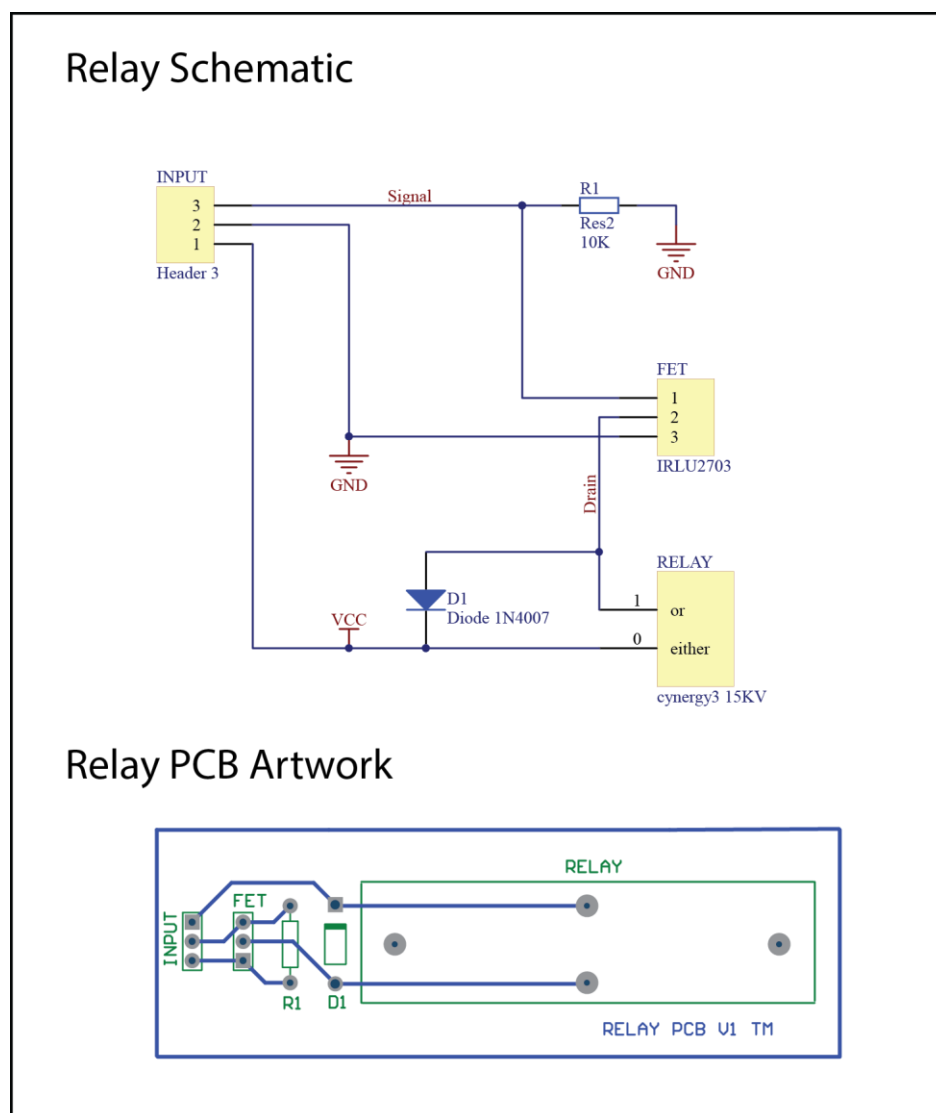 Relay Schematic
INPUT
3
2
1
Header 3
Signal
R1
Res2
10K
GND
FET
1
2
3
IRLU2703
GND
Drain
RELAY
1 or
0 either
cynergy3 15KV
D1
Diode 1N4007
VCC
Relay PCB Artwork
RELAY
FET
INPUT
R1
D1
RELAY PCB V1 TM